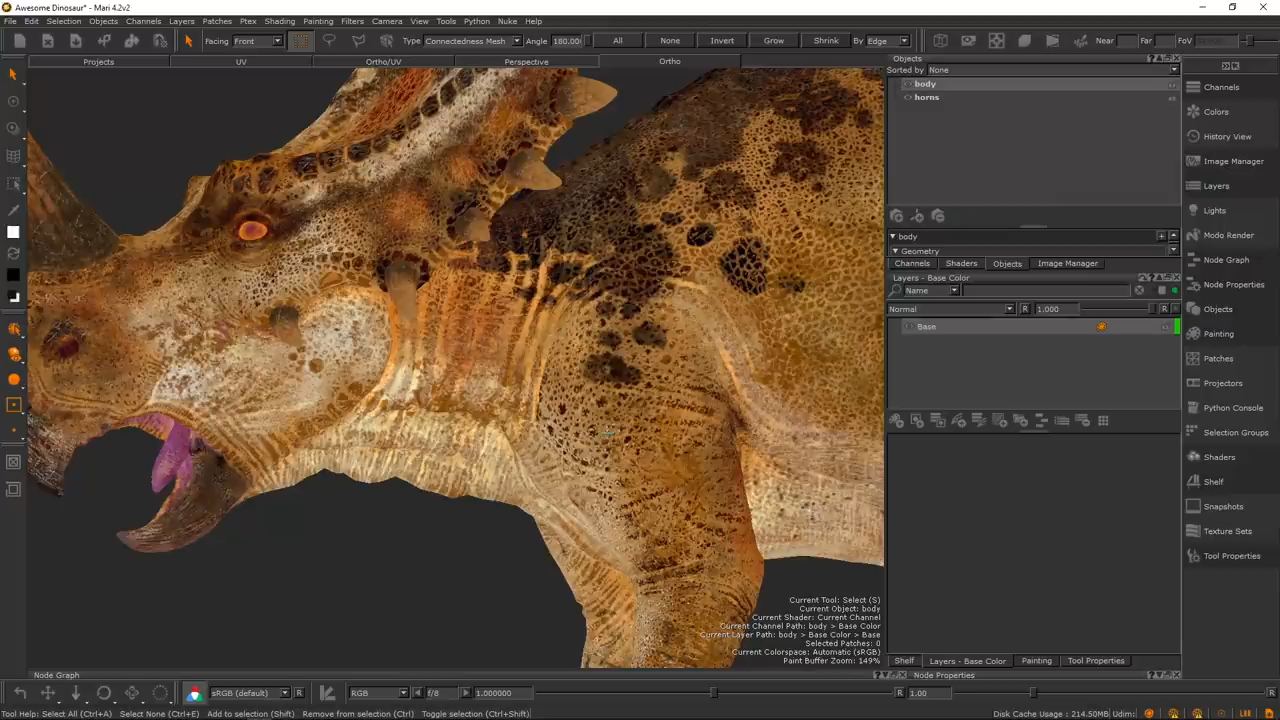 Awesome Dinosaur* - Mari 4.2v2
File Edit Selection Objects Channels Layers Patches Ptex Shading Painting Filters Camera View Tools Python Nuke Help
Facing Front Type Connectedness Mesh Angle 180.00 All None Invert Grow Shrink By Edge Near Far FoV
Projects UV Ortho/UV Perspective Ortho
Objects
Sorted by None
body
horns
body
Geometry
Channels Shaders Objects Image Manager
Layers - Base Color
Name
Normal R 1.000 R
Base
Channels
Colors
History View
Image Manager
Layers
Lights
Modo Render
Node Graph
Node Properties
Objects
Painting
Patches
Projectors
Python Console
Selection Groups
Shaders
Shelf
Snapshots
Texture Sets
Tool Properties
Current Tool: Select (S)
Current Object: body
Current Shader: Current Channel
Current Channel Path: body > Base Color
Current Layer Path: body > Base Color > Base
Selected Patches: 0
Current Colorspace: Automatic (sRGB)
Paint Buffer Zoom: 149%
Shelf Layers - Base Color Painting Tool Properties
Node Graph Node Properties
sRGB (default) R RGB f/8 1.000000 R 1.00 R
Tool Help: Select All (Ctrl+A) Select None (Ctrl+E) Add to selection (Shift) Remove from selection (Ctrl) Toggle selection (Ctrl+Shift) Disk Cache Usage : 214.50MB Udim: